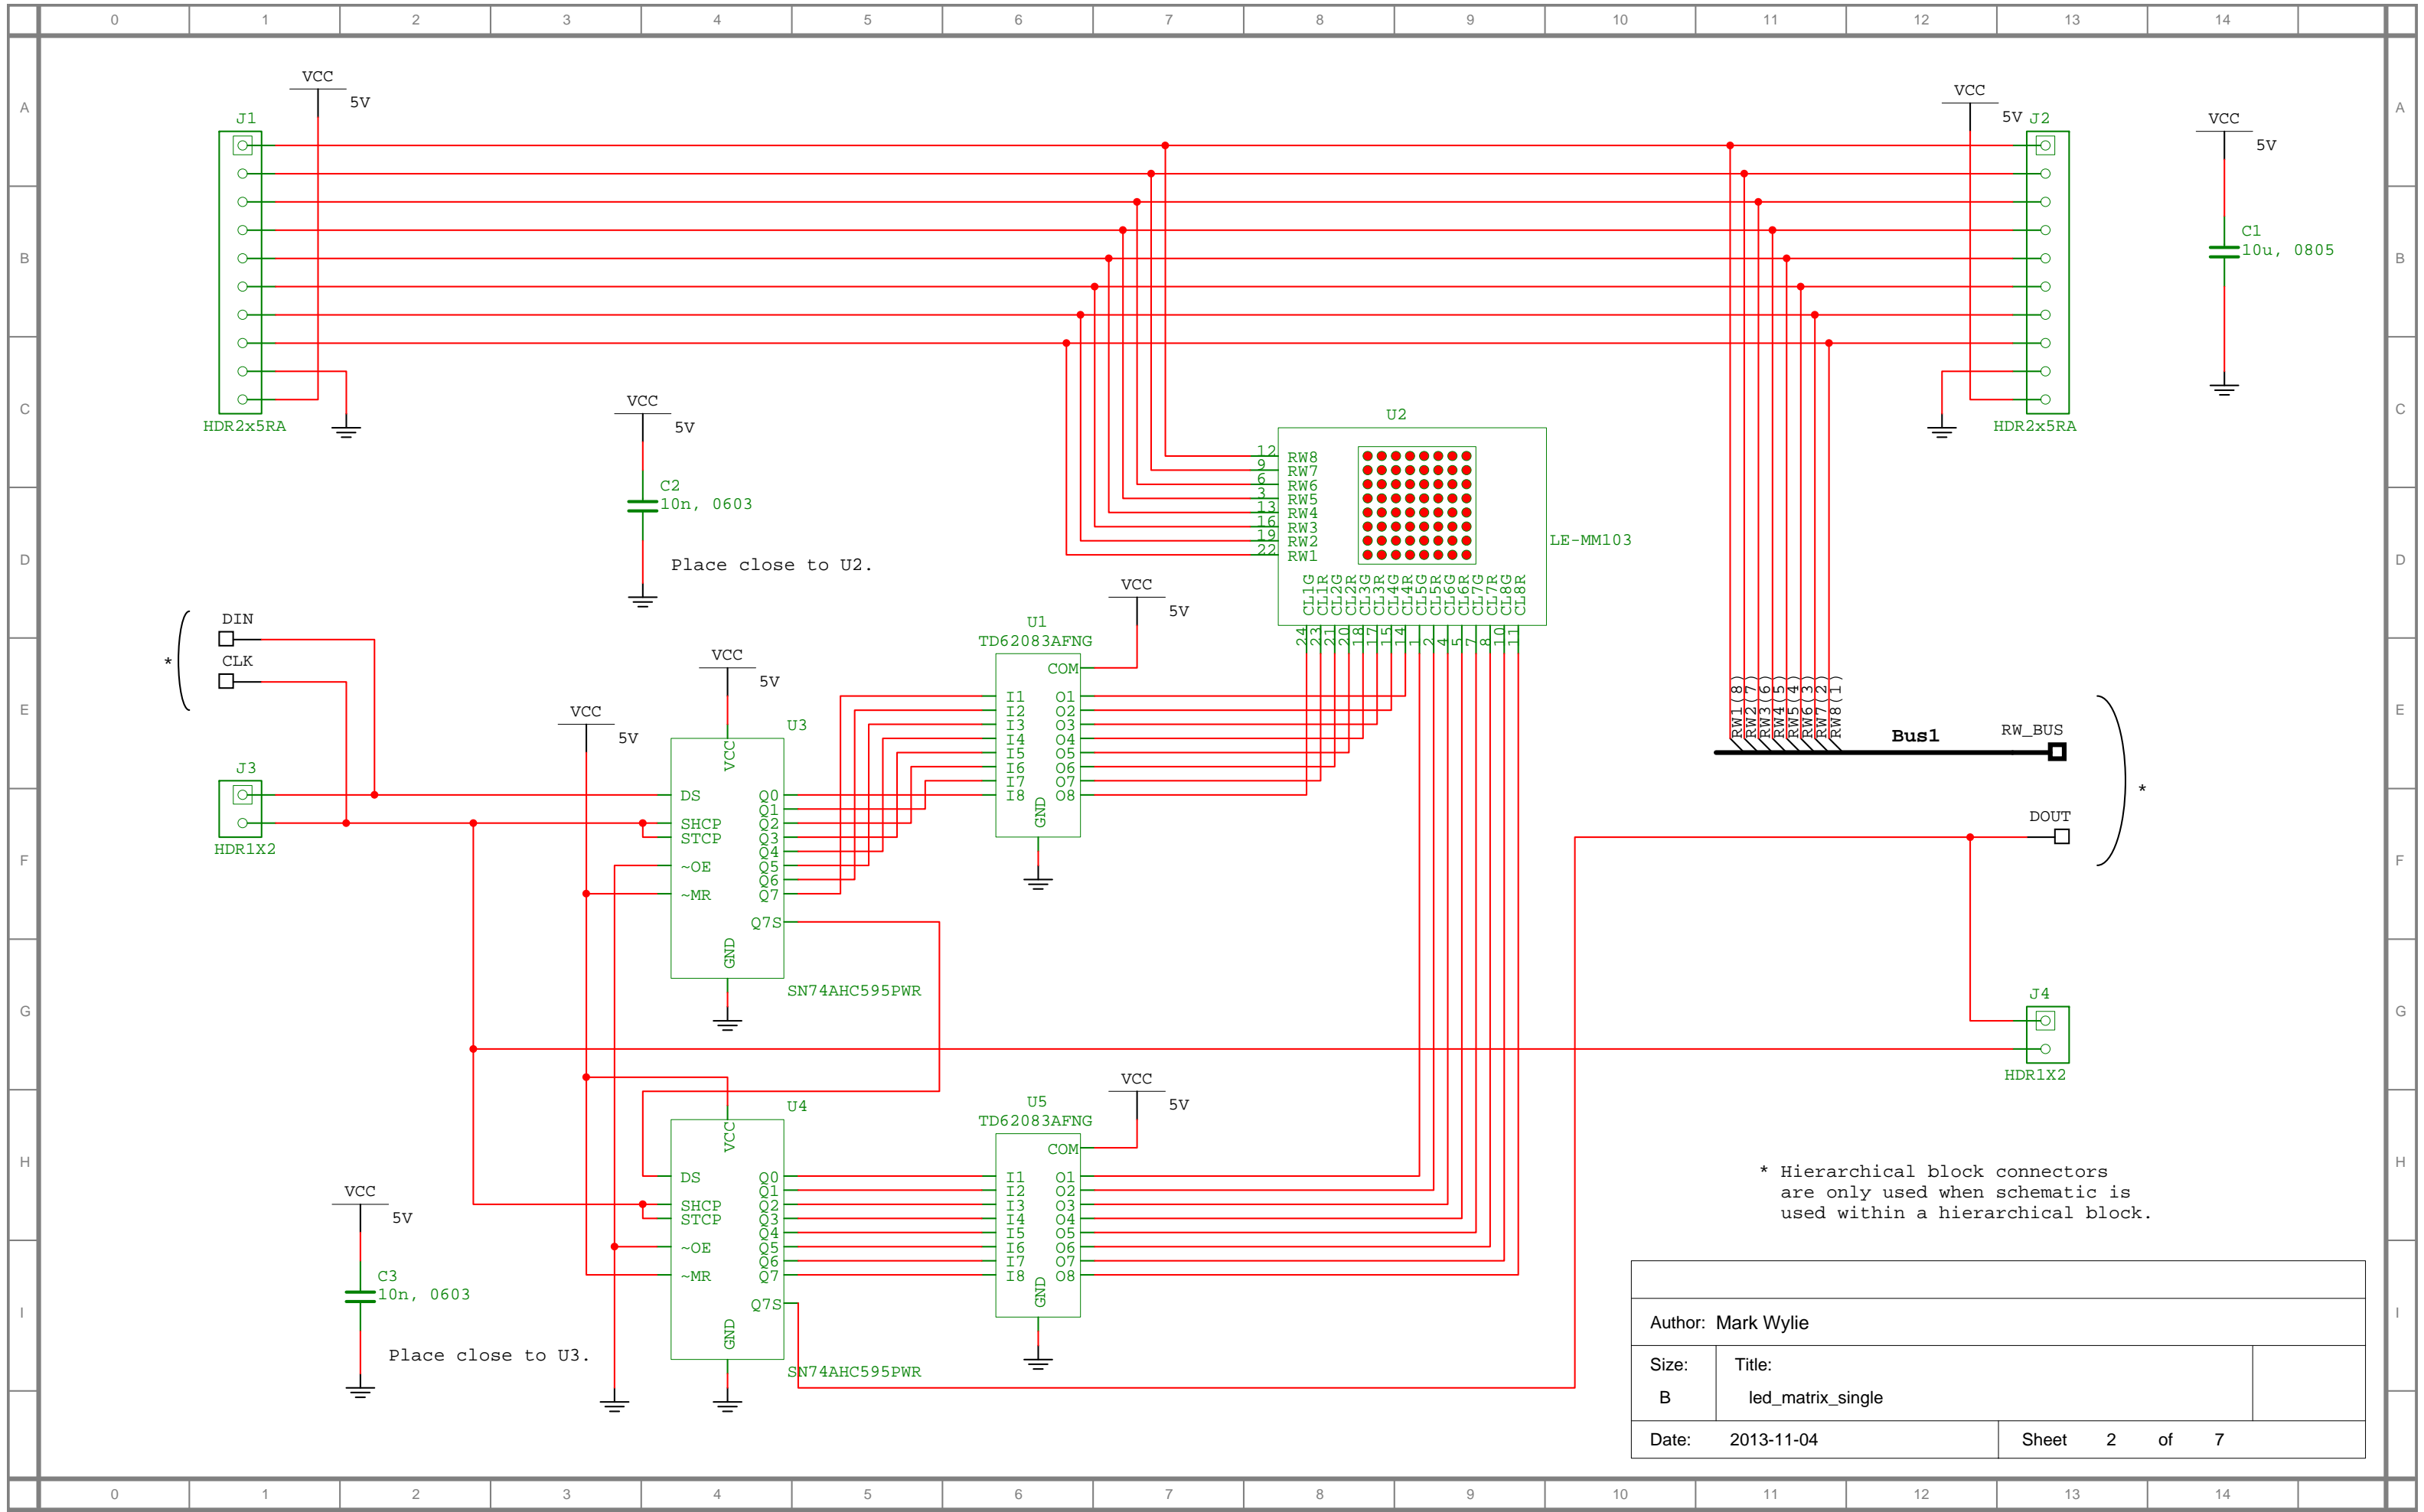 0 1 2 3 4 5 6 7 8 9 10 11 12 13 14
A
B
C
D
E
F
G
H
I
A
B
C
D
E
F
G
H
I
VCC
5V
J1
HDR2x5RA
VCC
5V
J2
HDR2x5RA
VCC
5V
C1
10u, 0805
VCC
5V
C2
10n, 0603
Place close to U2.
U2
LE-MM103
12 RW8
9 RW7
6 RW6
3 RW5
13 RW4
16 RW3
19 RW2
22 RW1
CL1G CL1R CL2G CL2R CL3G CL3R CL4G CL4R CL5G CL5R CL6G CL6R CL7G CL7R CL8G CL8R
24 23 21 20 18 17 15 14 1 2 4 5 7 8 10 11
*
DIN
CLK
J3
HDR1X2
VCC
5V
VCC
5V
U3
VCC
DS Q0
Q1
SHCP Q2
STCP Q3
Q4
~OE Q5
Q6
~MR Q7
Q7S
GND
SN74AHC595PWR
VCC
5V
U1
TD62083AFNG
COM
I1 O1
I2 O2
I3 O3
I4 O4
I5 O5
I6 O6
I7 O7
I8 O8
GND
RW1(8) RW2(7) RW3(6) RW4(5) RW5(4) RW6(3) RW7(2) RW8(1)
Bus1
RW_BUS
*
DOUT
J4
HDR1X2
U4
VCC
DS Q0
Q1
SHCP Q2
STCP Q3
Q4
~OE Q5
Q6
~MR Q7
Q7S
GND
SN74AHC595PWR
VCC
5V
U5
TD62083AFNG
COM
I1 O1
I2 O2
I3 O3
I4 O4
I5 O5
I6 O6
I7 O7
I8 O8
GND
VCC
5V
C3
10n, 0603
Place close to U3.
* Hierarchical block connectors
are only used when schematic is
used within a hierarchical block.
Author: Mark Wylie
Size: Title:
B led_matrix_single
Date: 2013-11-04 Sheet 2 of 7
0 1 2 3 4 5 6 7 8 9 10 11 12 13 14